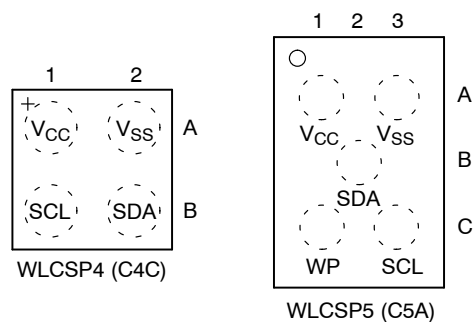 1 2
V_CC V_SS A
SCL SDA B
WLCSP4 (C4C)
1 2 3
A
V_CC V_SS
B
SDA
C
WP SCL
WLCSP5 (C5A)